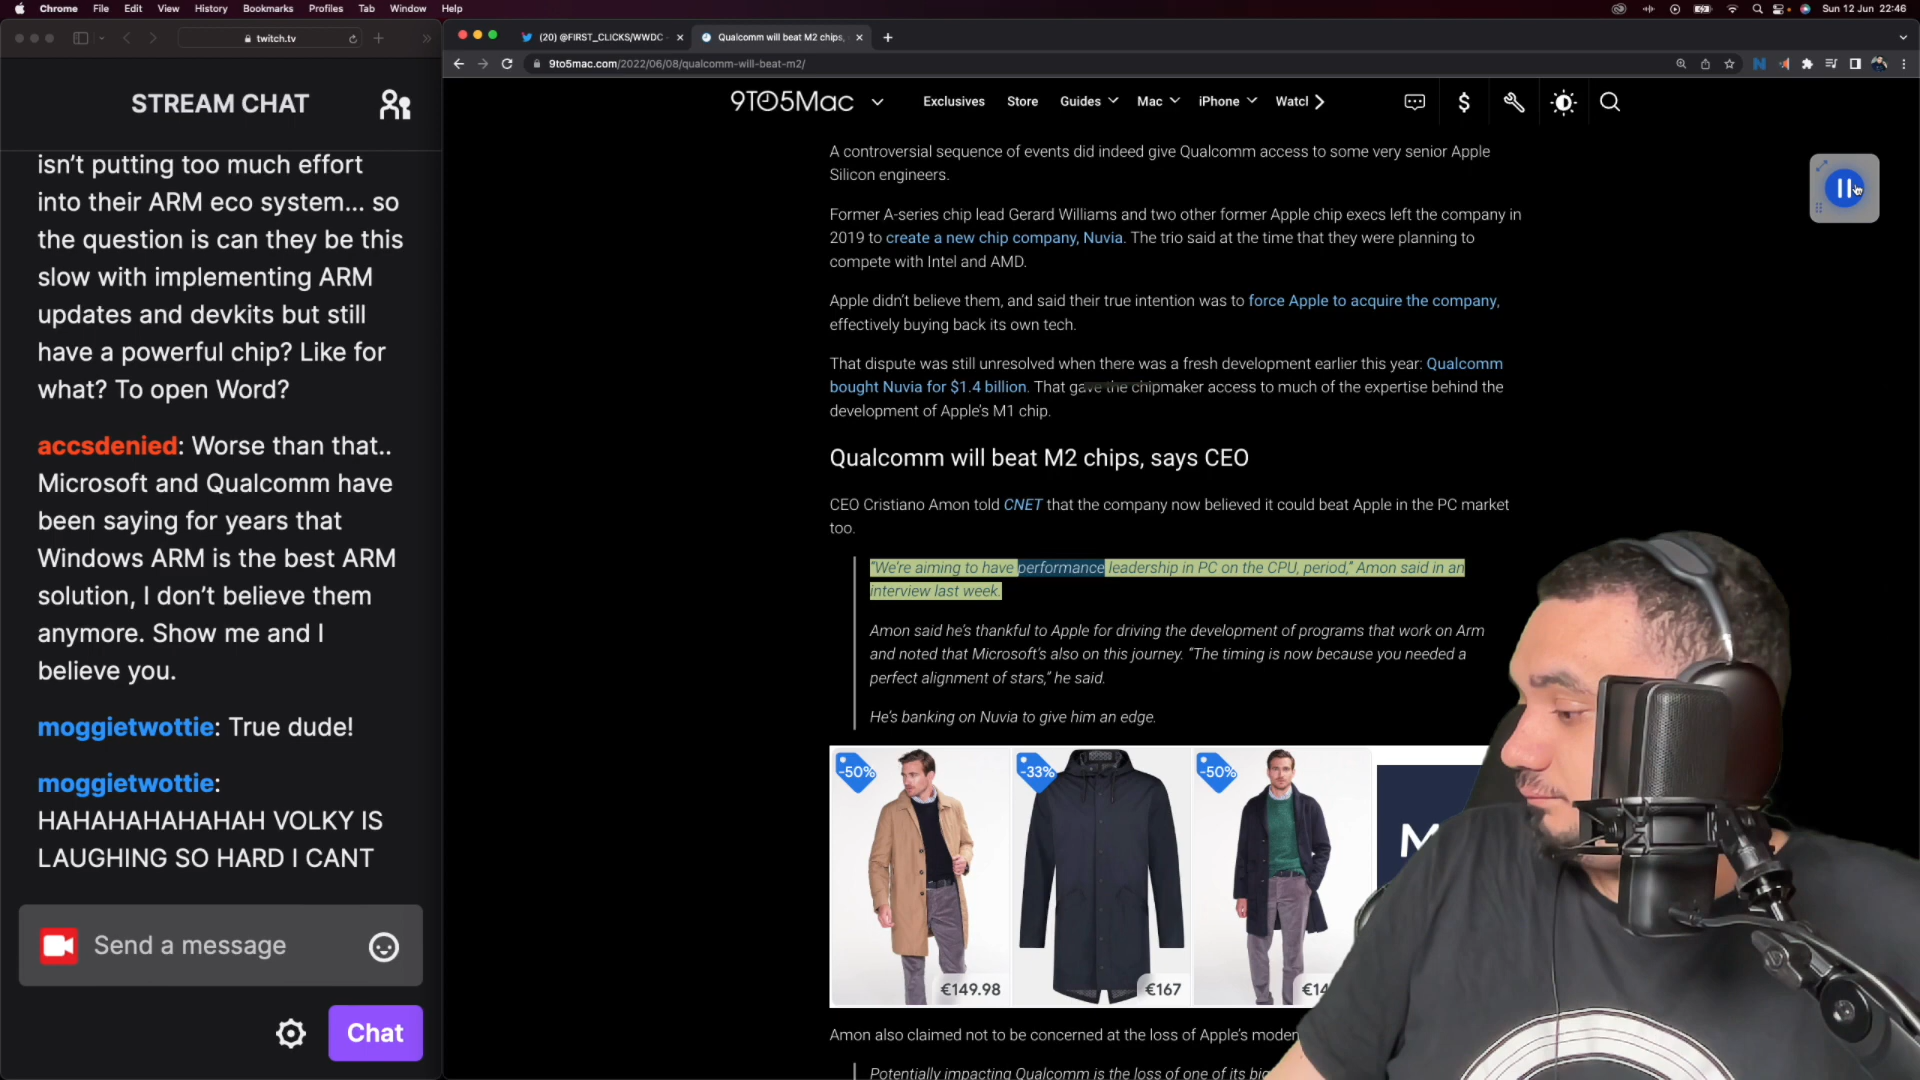 Chrome File Edit View History Bookmarks Profiles Tab Window Help
Sun 12 Jun 22:46
twitch.tv
STREAM CHAT
isn't putting too much effort
into their ARM eco system... so
the question is can they be this
slow with implementing ARM
updates and devkits but still
have a powerful chip? Like for
what? To open Word?
accsdenied: Worse than that..
Microsoft and Qualcomm have
been saying for years that
Windows ARM is the best ARM
solution, I don't believe them
anymore. Show me and I
believe you.
moggietwottie: True dude!
moggietwottie:
HAHAHAHAHAHAH VOLKY IS
LAUGHING SO HARD I CANT
Send a message
Chat
(20) @FIRST_CLICKS/WWDC
Qualcomm will beat M2 chips,
9to5mac.com/2022/06/08/qualcomm-will-beat-m2/
9TO5Mac
Exclusives Store Guides Mac iPhone Watcl
A controversial sequence of events did indeed give Qualcomm access to some very senior Apple
Silicon engineers.
Former A-series chip lead Gerard Williams and two other former Apple chip execs left the company in
2019 to create a new chip company, Nuvia. The trio said at the time that they were planning to
compete with Intel and AMD.
Apple didn't believe them, and said their true intention was to force Apple to acquire the company,
effectively buying back its own tech.
That dispute was still unresolved when there was a fresh development earlier this year: Qualcomm
bought Nuvia for $1.4 billion. That gave the chipmaker access to much of the expertise behind the
development of Apple's M1 chip.
Qualcomm will beat M2 chips, says CEO
CEO Cristiano Amon told CNET that the company now believed it could beat Apple in the PC market
too.
"We're aiming to have performance leadership in PC on the CPU, period," Amon said in an
interview last week.
Amon said he's thankful to Apple for driving the development of programs that work on Arm
and noted that Microsoft's also on this journey. "The timing is now because you needed a
perfect alignment of stars," he said.
He's banking on Nuvia to give him an edge.
-50%
-33%
-50%
€149.98
€167
€14
M
Amon also claimed not to be concerned at the loss of Apple's modem
Potentially impacting Qualcomm is the loss of one of its big